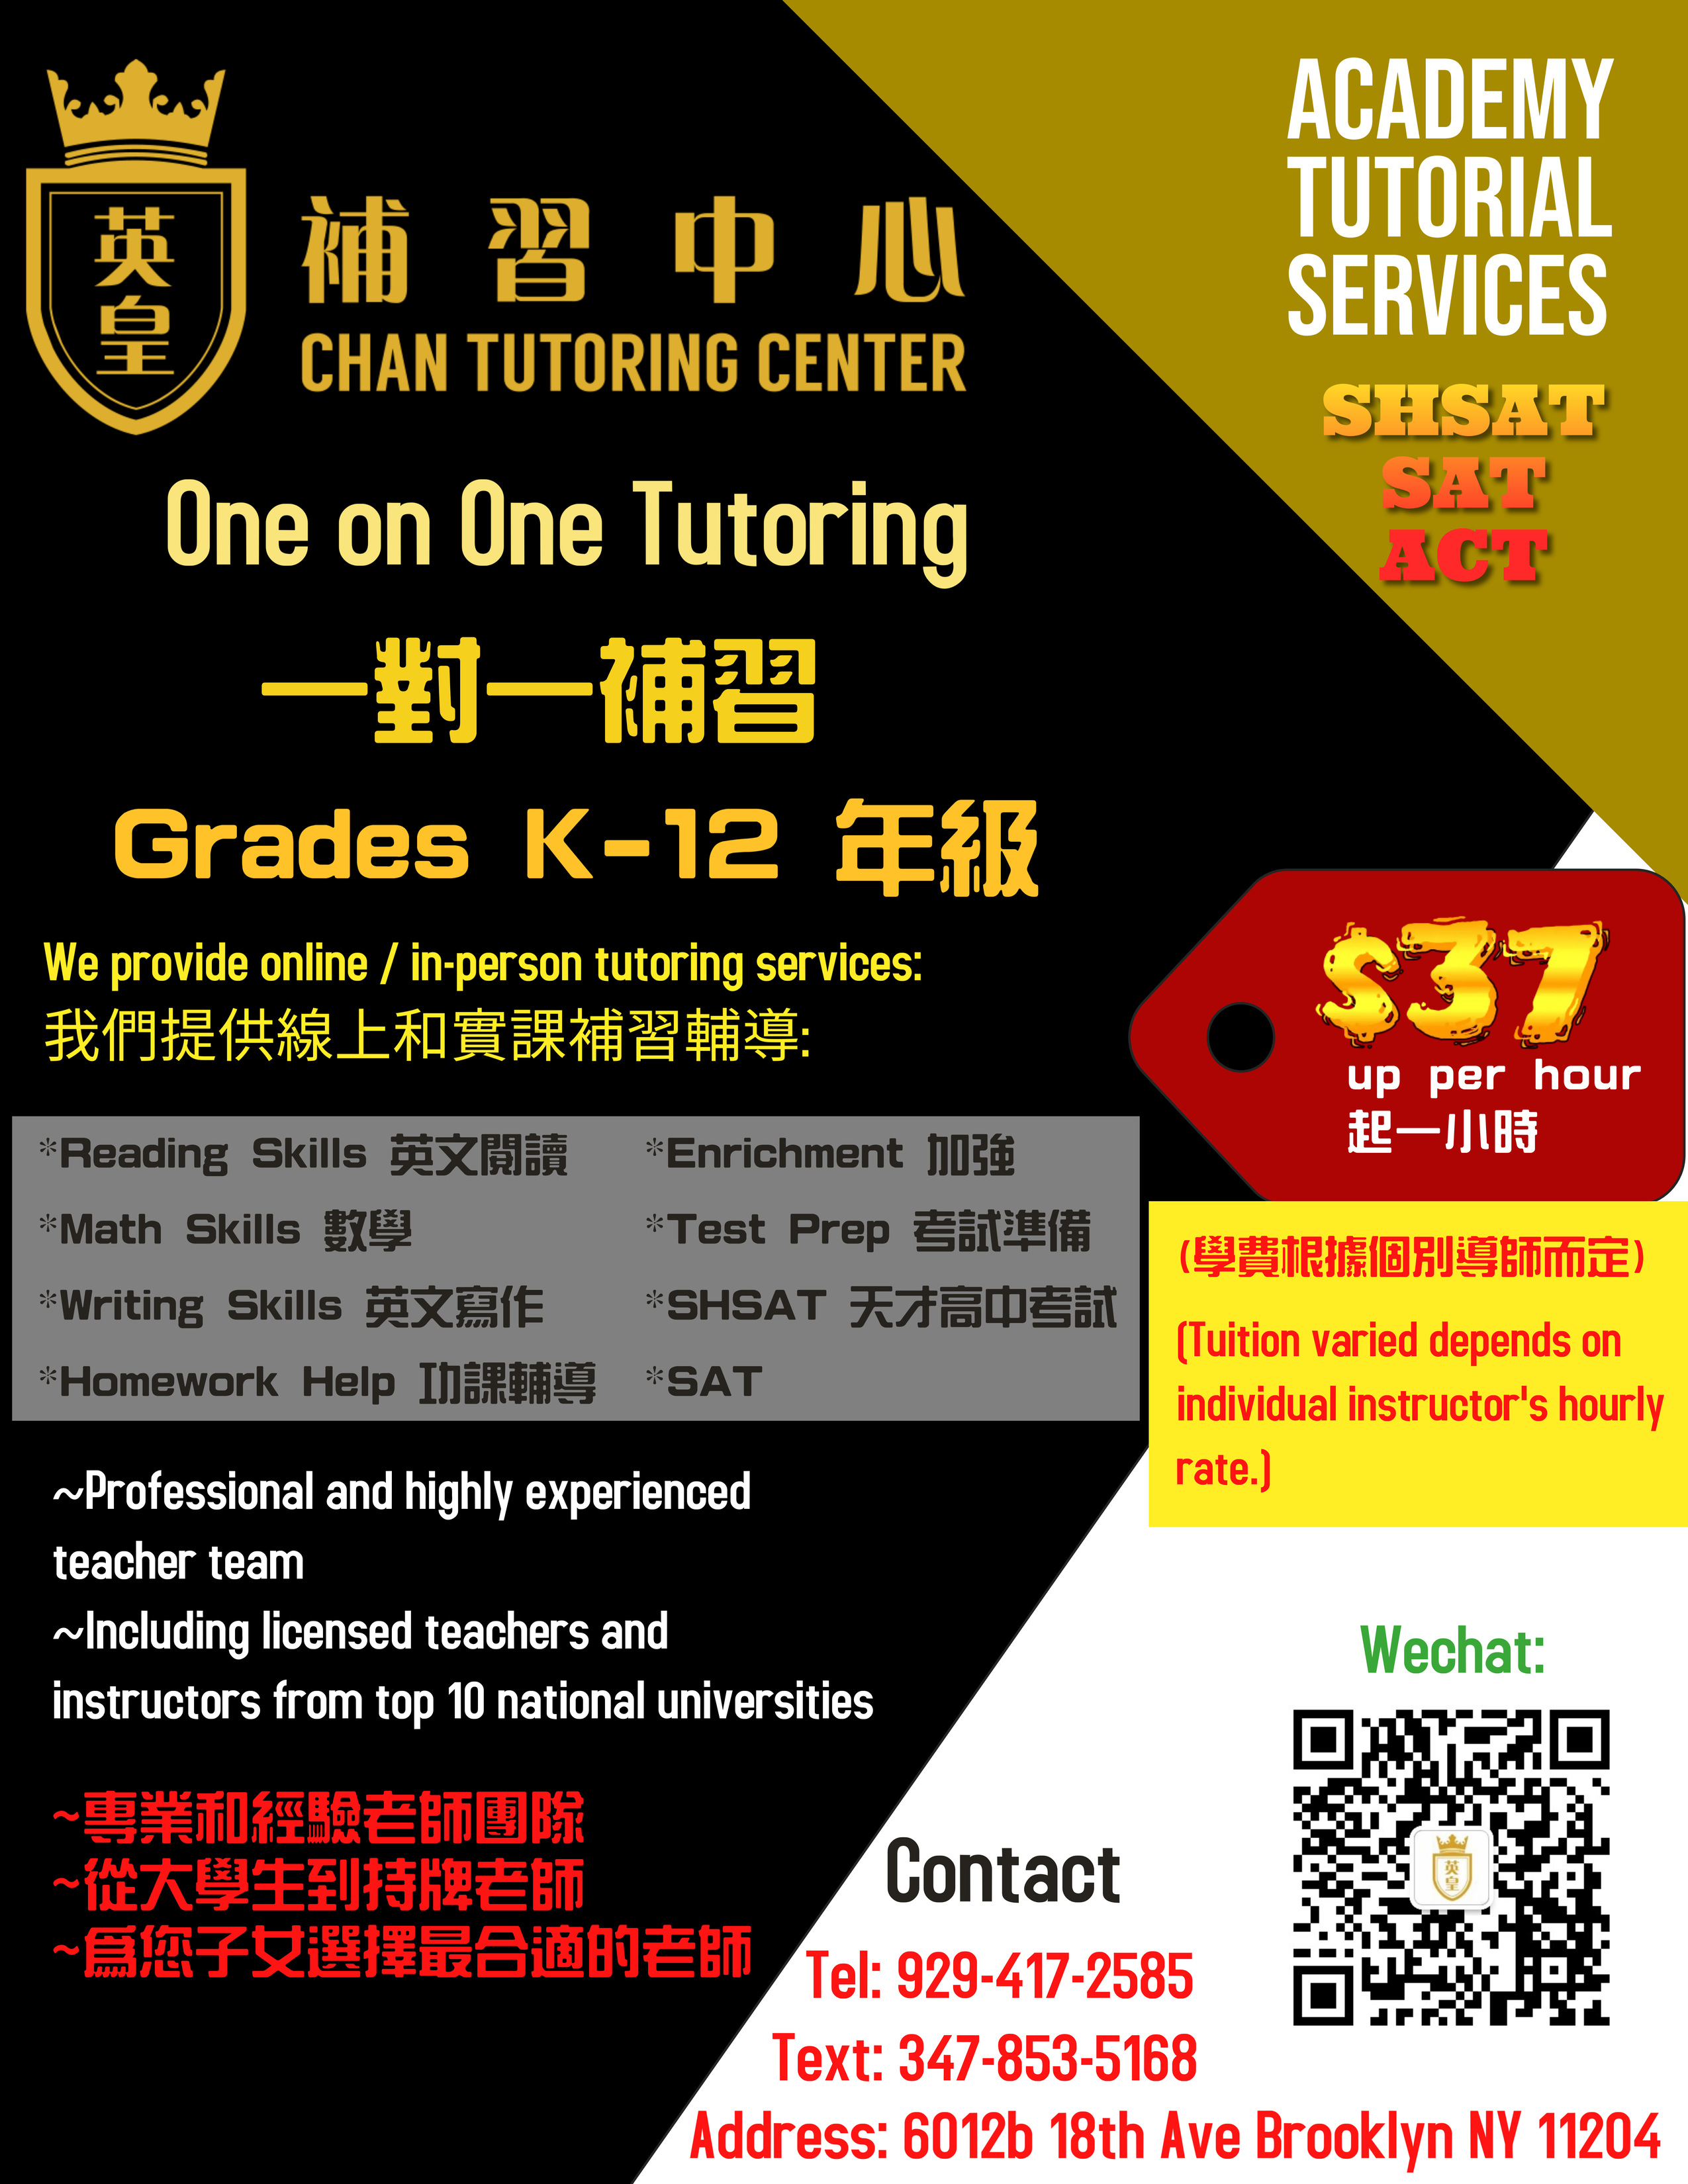 英
皇
補習中心
CHAN TUTORING CENTER
ACADEMY
TUTORIAL
SERVICES
SHSAT
SAT
ACT
One on One Tutoring
一對一補習
Grades K-12 年級
We provide online / in-person tutoring services:
我們提供線上和實課補習輔導:
$37
up per hour
起一小時
*Reading Skills 英文閱讀
*Math Skills 數學
*Writing Skills 英文寫作
*Homework Help 功課輔導
*Enrichment 加強
*Test Prep 考試準備
*SHSAT 天才高中考試
*SAT
(學費根據個別導師而定)
(Tuition varied depends on
individual instructor's hourly
rate.)
~Professional and highly experienced
teacher team
~Including licensed teachers and
instructors from top 10 national universities
~專業和經驗老師團隊
~從大學生到持牌老師
~爲您子女選擇最合適的老師
Wechat:
英
皇
Contact
Tel: 929-417-2585
Text: 347-853-5168
Address: 6012b 18th Ave Brooklyn NY 11204